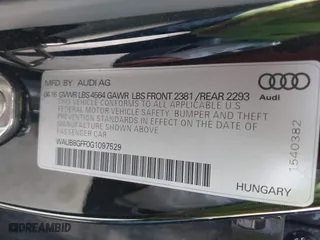 MFD. BY: AUDI AG
04.16 GVWR LBS 4564 GAWR LBS FRONT 2381 / REAR 2293
THIS VEHICLE CONFORMS TO ALL APPLICABLE
FEDERAL MOTOR VEHICLE SAFETY, BUMPER AND THEFT
PREVENTION STANDARDS IN EFFECT ON THE DATE OF
MANUFACTURE SHOWN ABOVE
PASSENGER CAR
WAUB8GFF0G1097529
Audi
1540382
HUNGARY
© BIDFAX